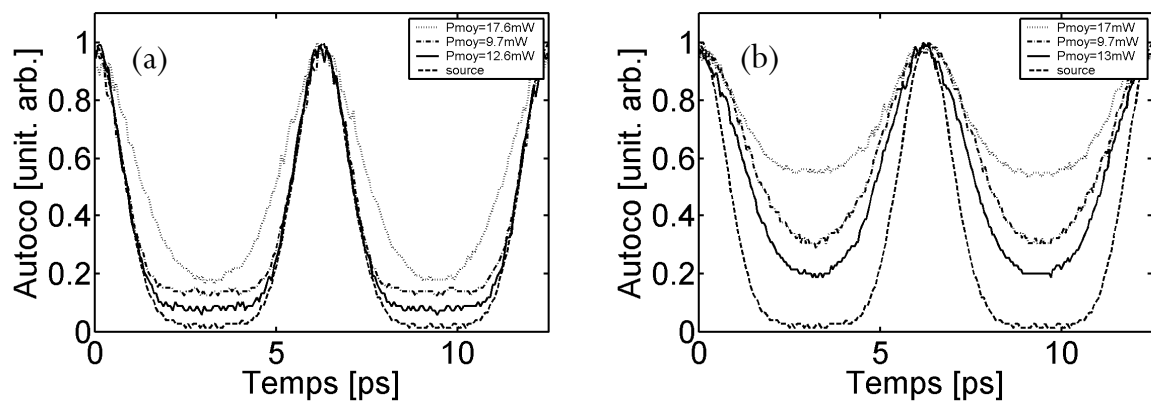 (a)
Pmoy=17.6mW
Pmoy=9.7mW
Pmoy=12.6mW
source
Autoco [unit. arb.]
1
0.8
0.6
0.4
0.2
0
0
5
10
Temps [ps]
(b)
Pmoy=17mW
Pmoy=9.7mW
Pmoy=13mW
source
Autoco [unit. arb.]
1
0.8
0.6
0.4
0.2
0
0
5
10
Temps [ps]